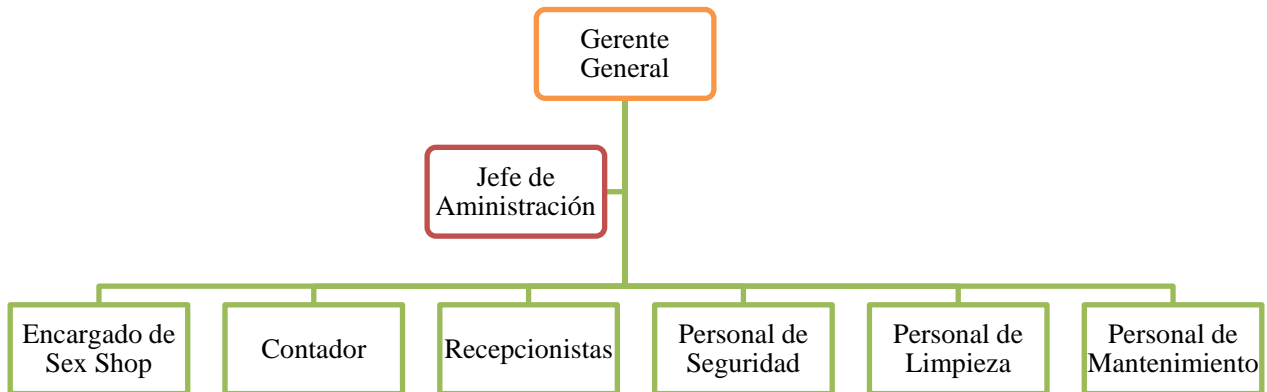 Gerente
General
Jefe de
Aministración
Encargado de
Sex Shop
Contador
Recepcionistas
Personal de
Seguridad
Personal de
Limpieza
Personal de
Mantenimiento